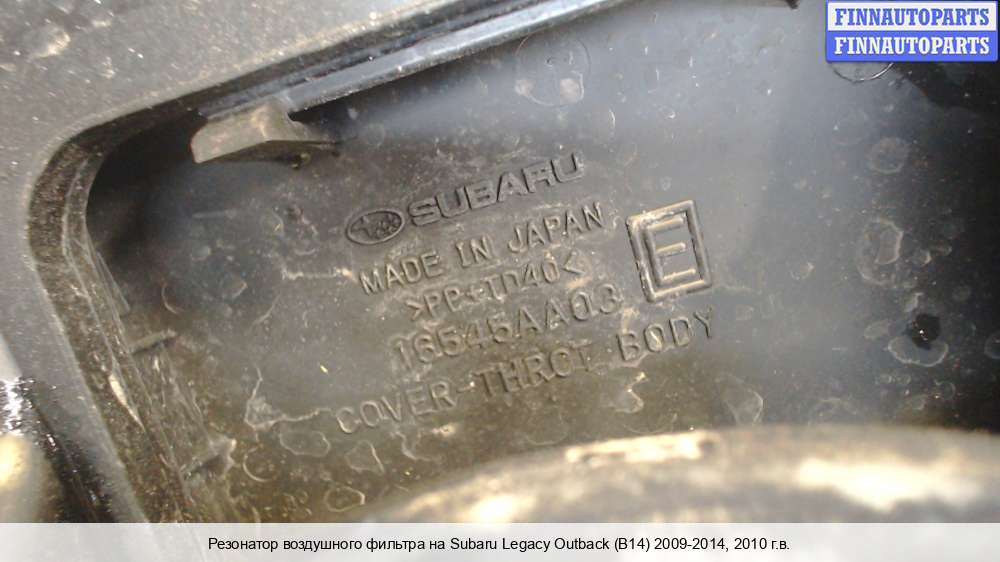 FINNAUTOPARTS
FINNAUTOPARTS
SUBARU
MADE IN JAPAN
>PP+TD40<
16546AA03
E
COVER-THROT BODY
Резонатор воздушного фильтра на Subaru Legacy Outback (B14) 2009-2014, 2010 г.в.